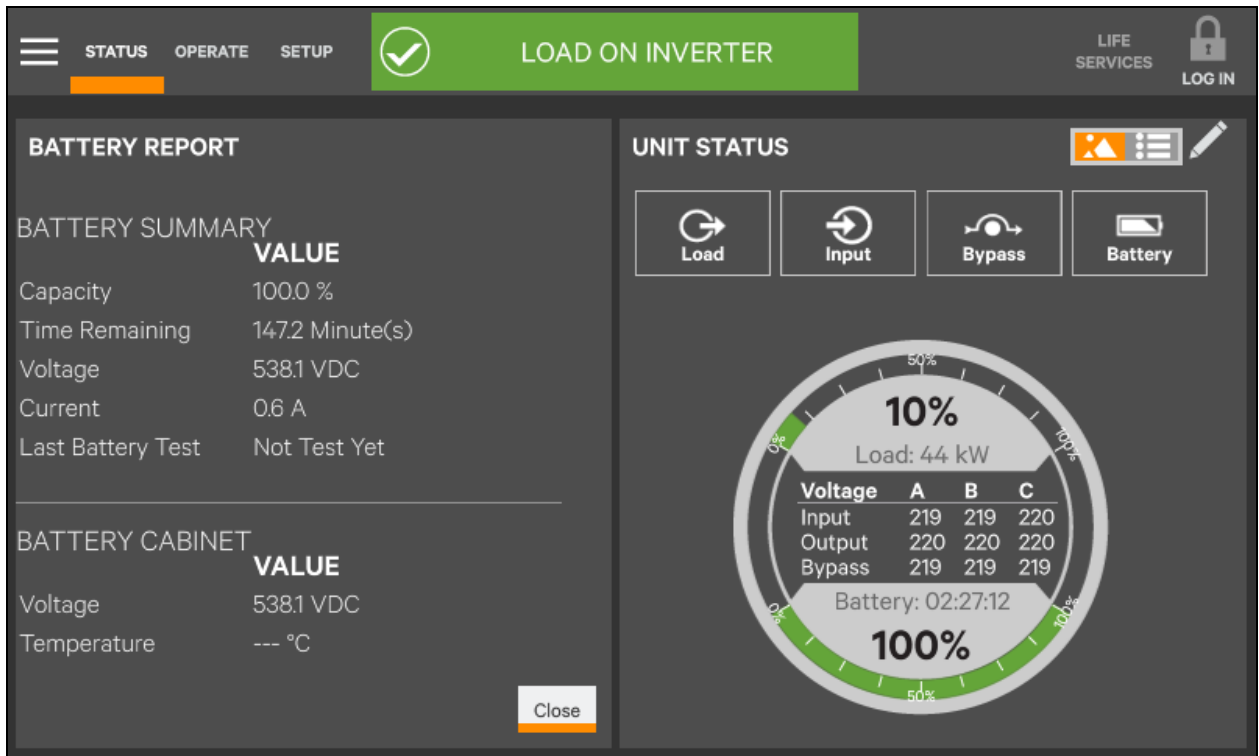 STATUS OPERATE SETUP
LOAD ON INVERTER
LIFE
SERVICES
LOG IN
BATTERY REPORT
BATTERY SUMMARY
VALUE
Capacity 100.0 %
Time Remaining 147.2 Minute(s)
Voltage 538.1 VDC
Current 0.6 A
Last Battery Test Not Test Yet
BATTERY CABINET
VALUE
Voltage 538.1 VDC
Temperature --- °C
Close
UNIT STATUS
Load Input Bypass Battery
50%
0%
100%
10%
Load: 44 kW
Voltage A B C
Input 219 219 220
Output 220 220 220
Bypass 219 219 219
Battery: 02:27:12
100%
0%
100%
50%